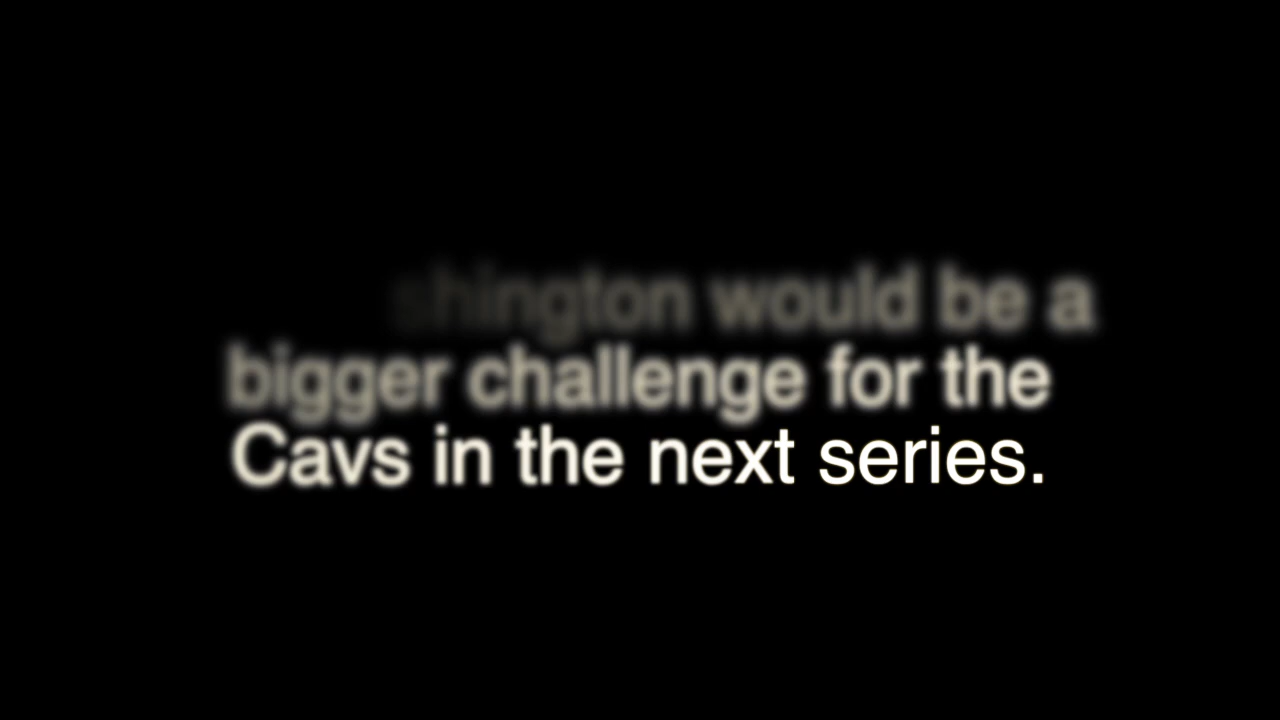 shington would be a
bigger challenge for the
Cavs in the next series.